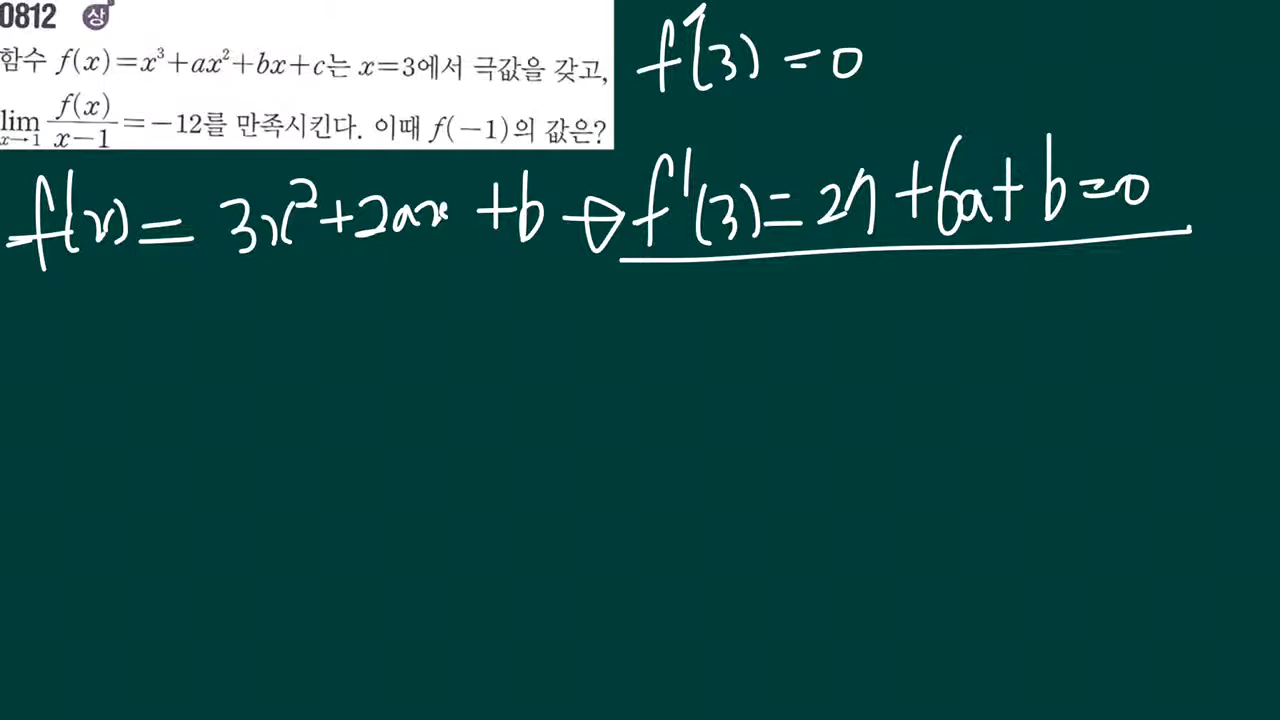 0812 상
함수 f(x)=x³+ax²+bx+c는 x=3에서 극값을 갖고,
lim x→1 f(x)/(x-1) = -12를 만족시킨다. 이때 f(-1)의 값은?
f'(3) = 0
f'(x) = 3x²+2ax+b → f'(3) = 27+6a+b=0